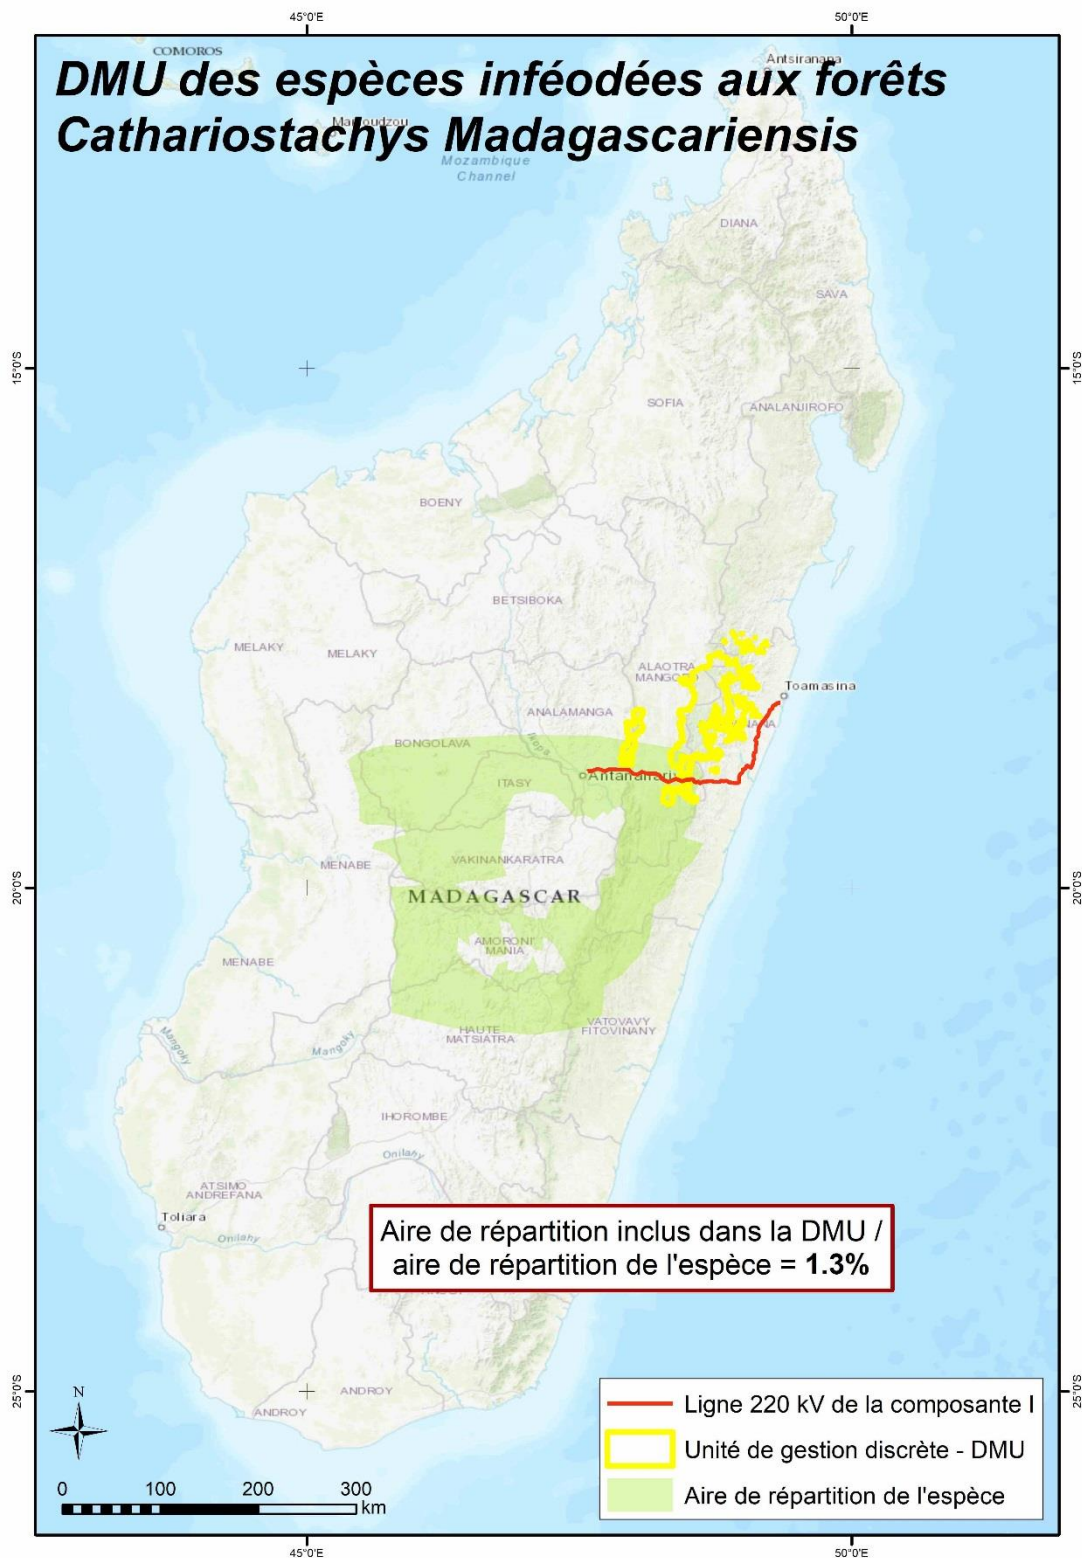 45°0'E
50°0'E
COMOROS
Antsiranana
DMU des espèces inféodées aux forêts
Cathariostachys Madagascariensis
Mozambique
Channel
DIANA
SAVA
15°0'S
15°0'S
SOFIA
ANALANJIROFO
BOENY
BETSIBOKA
MELAKY
MELAKY
ALAOTRA
Toamasina
ANALAMANGA
BONGOLAVA
Ikopa
ITASY
MENABE
VAKINANKARATRA
20°0'S
MADAGASCAR
20°0'S
AMORONI'
MANIA
MENABE
VATOVAVY
FITOVINANY
HAUTE
MATSIATRA
Mangoky
Mangoky
IHOROMBE
Onilahy
ATSIMO
ANDREFANA
Toliara
Onilahy
Aire de répartition inclus dans la DMU /
aire de répartition de l'espèce = 1.3%
25°0'S
25°0'S
ANDROY
ANDROY
N
Ligne 220 kV de la composante I
Unité de gestion discrète - DMU
Aire de répartition de l'espèce
0 100 200 300
km
45°0'E
50°0'E